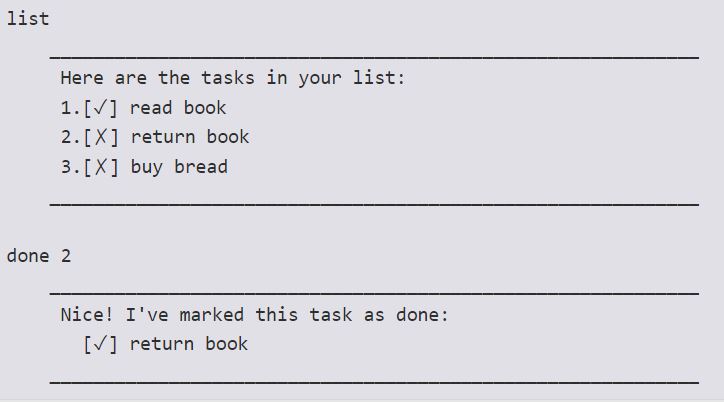 list
____________________________________________________________
Here are the tasks in your list:
1.[✓] read book
2.[✗] return book
3.[✗] buy bread
____________________________________________________________
done 2
____________________________________________________________
Nice! I've marked this task as done:
[✓] return book
____________________________________________________________